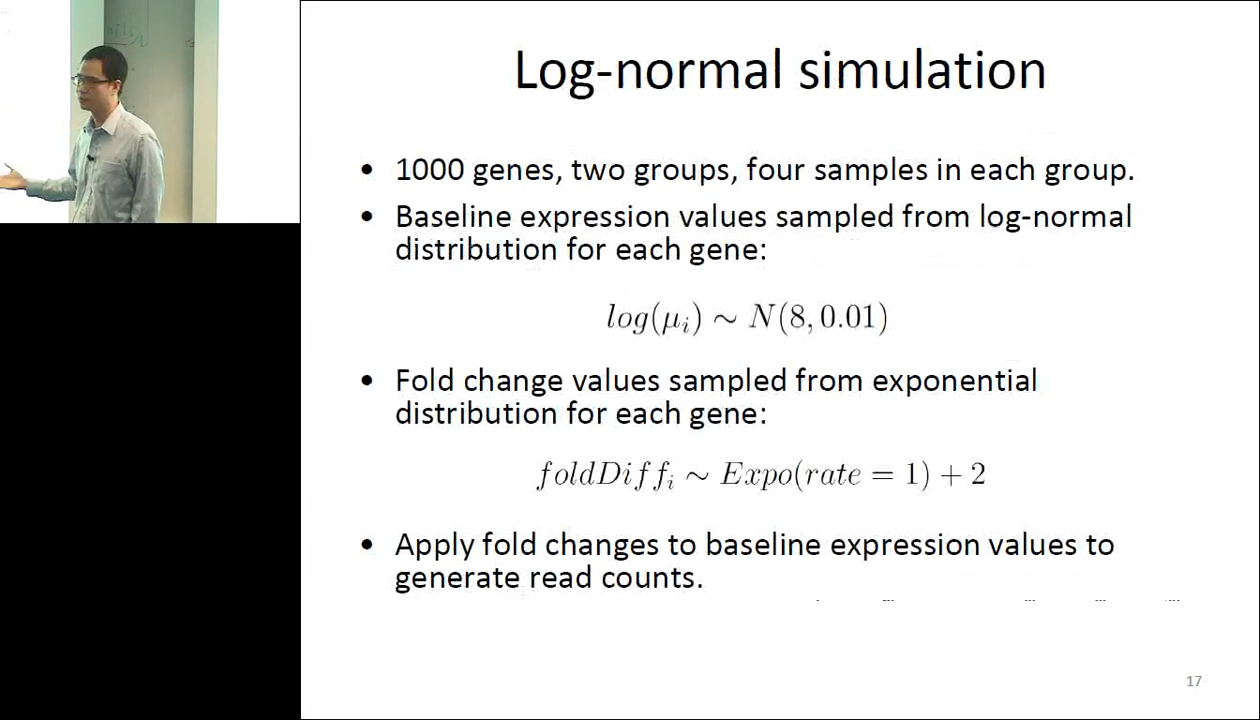 Log-normal simulation
• 1000 genes, two groups, four samples in each group.
• Baseline expression values sampled from log-normal
distribution for each gene:
log(μᵢ) ~ N(8, 0.01)
• Fold change values sampled from exponential
distribution for each gene:
foldDiffᵢ ~ Expo(rate = 1) + 2
• Apply fold changes to baseline expression values to
generate read counts.
17